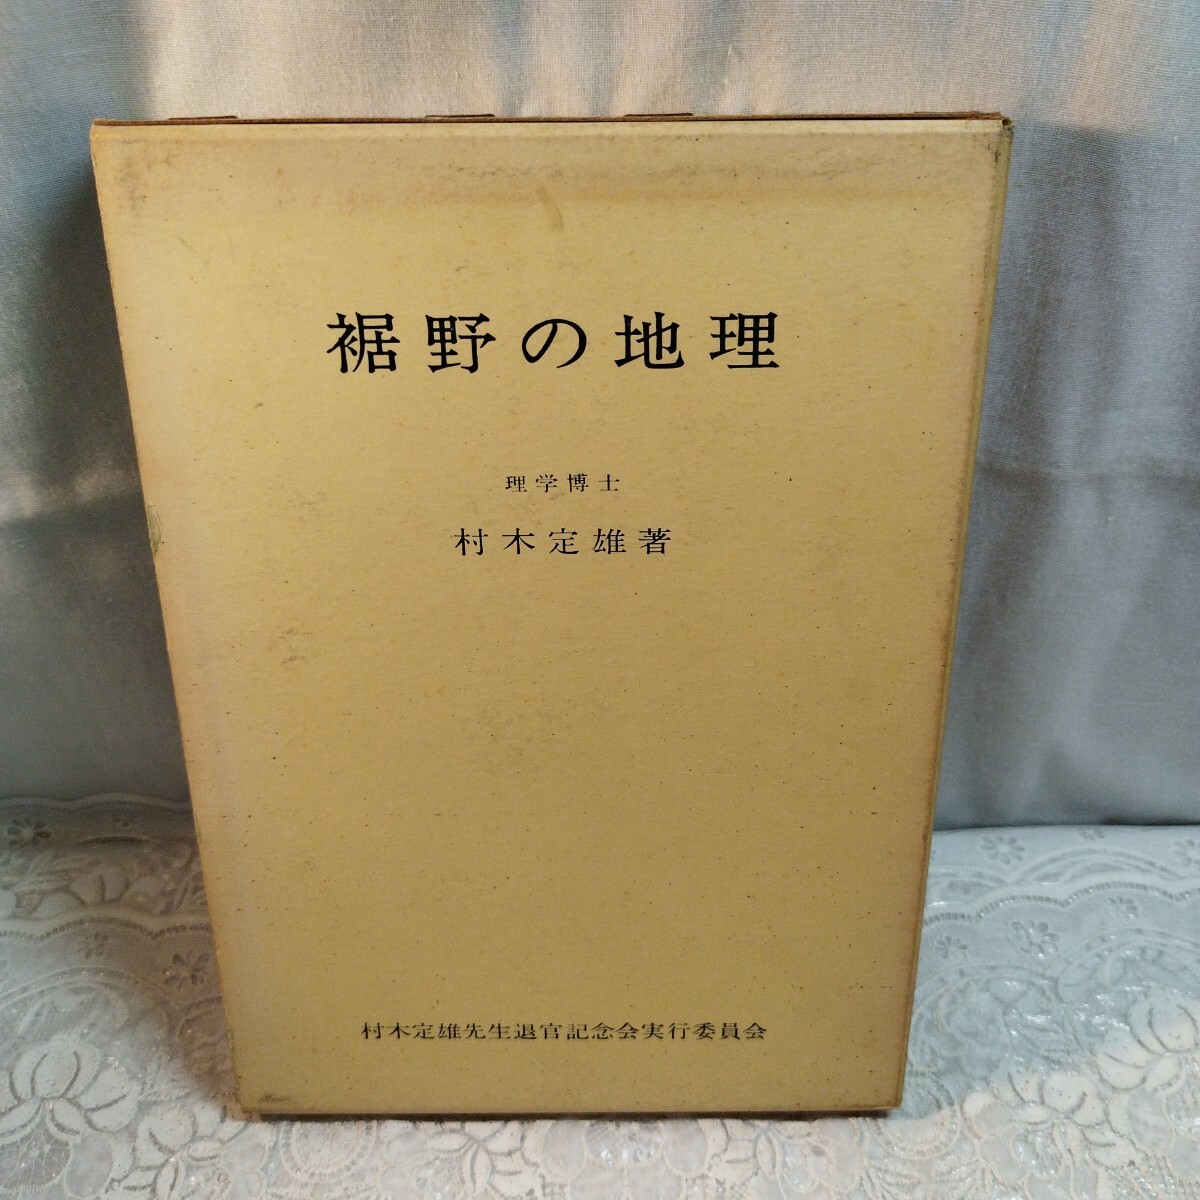 裾野の地理
理学博士
村木定雄著
村木定雄先生退官記念会実行委員会